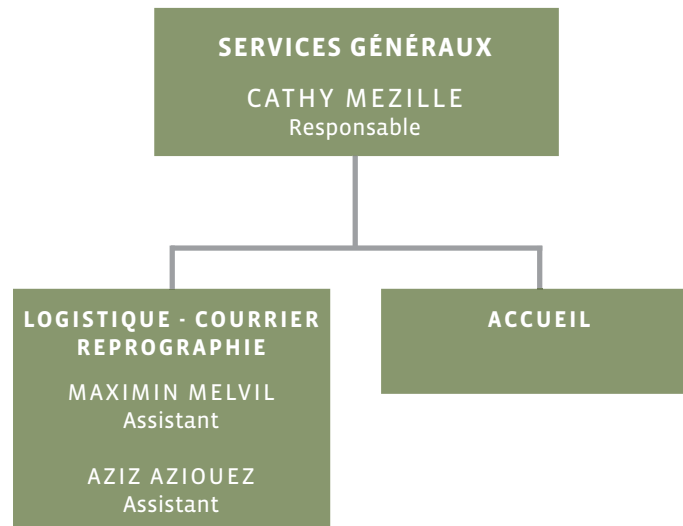 SERVICES GÉNÉRAUX
CATHY MEZILLE
Responsable
LOGISTIQUE - COURRIER
REPROGRAPHIE
MAXIMIN MELVIL
Assistant
AZIZ AZIOUEZ
Assistant
ACCUEIL